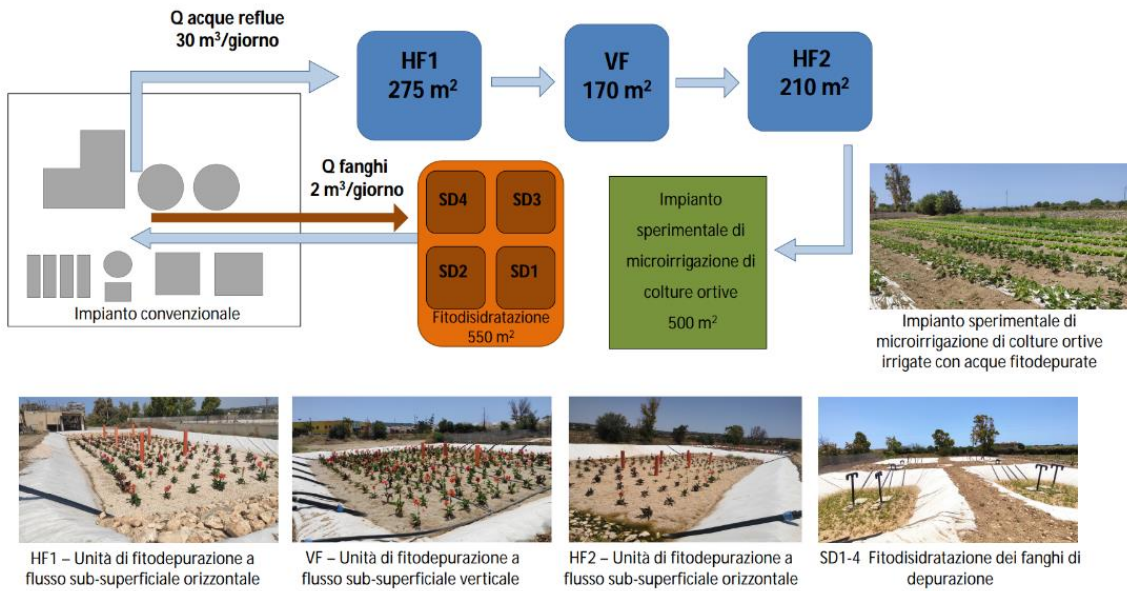 Q acque reflue
30 m³/giorno
HF1
275 m²
VF
170 m²
HF2
210 m²
Q fanghi
2 m³/giorno
SD4
SD3
SD2
SD1
Fitodisidratazione
550 m²
Impianto convenzionale
Impianto
sperimentale di
microirrigazione di
colture ortive
500 m²
Impianto sperimentale di
microirrigazione di colture ortive
irrigate con acque fitodepurate
HF1 – Unità di fitodepurazione a
flusso sub-superficiale orizzontale
VF – Unità di fitodepurazione a
flusso sub-superficiale verticale
HF2 – Unità di fitodepurazione a
flusso sub-superficiale orizzontale
SD1-4 Fitodisidratazione dei fanghi di
depurazione